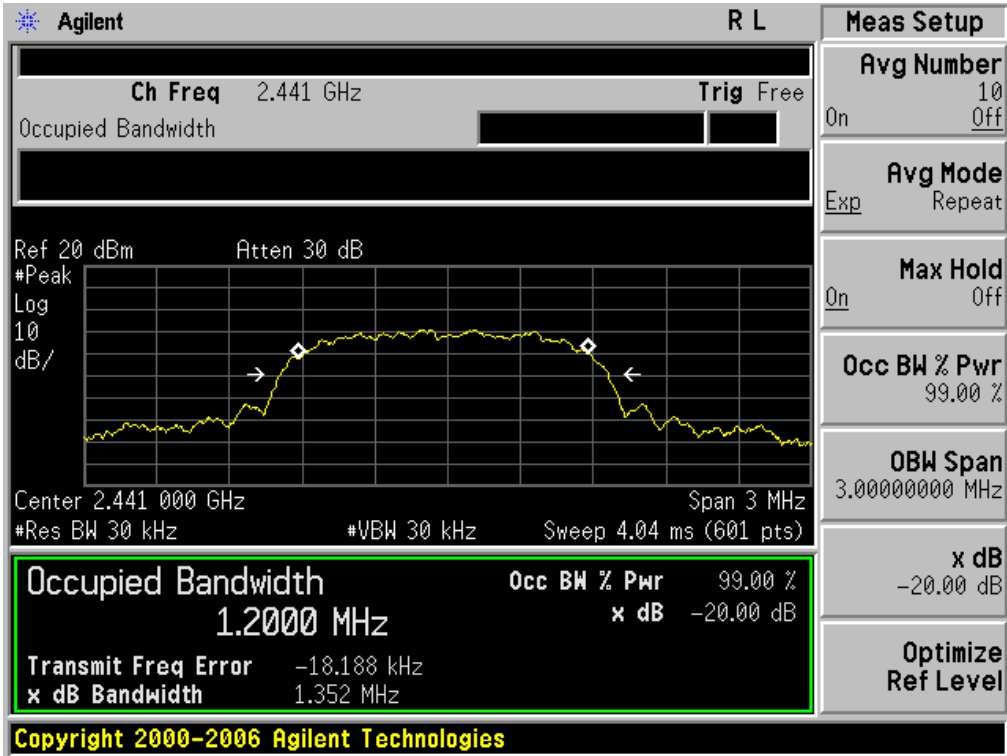 Agilent R L
Ch Freq 2.441 GHz Trig Free
Occupied Bandwidth
Ref 20 dBm Atten 30 dB
#Peak
Log
10
dB/
Center 2.441 000 GHz Span 3 MHz
#Res BW 30 kHz #VBW 30 kHz Sweep 4.04 ms (601 pts)
Occupied Bandwidth Occ BW % Pwr 99.00 %
1.2000 MHz x dB -20.00 dB
Transmit Freq Error -18.188 kHz
x dB Bandwidth 1.352 MHz
Copyright 2000-2006 Agilent Technologies
Meas Setup
Avg Number
10
On Off
Avg Mode
Exp Repeat
Max Hold
On Off
Occ BW % Pwr
99.00 %
OBW Span
3.00000000 MHz
x dB
-20.00 dB
Optimize
Ref Level